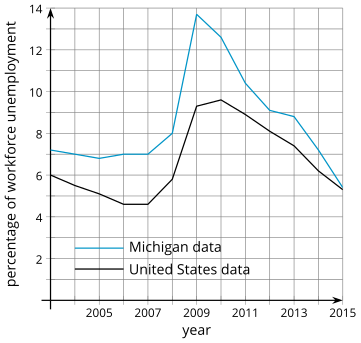 percentage of workforce unemployment
14
12
10
8
6
4
2
Michigan data
United States data
2005 2007 2009 2011 2013 2015
year